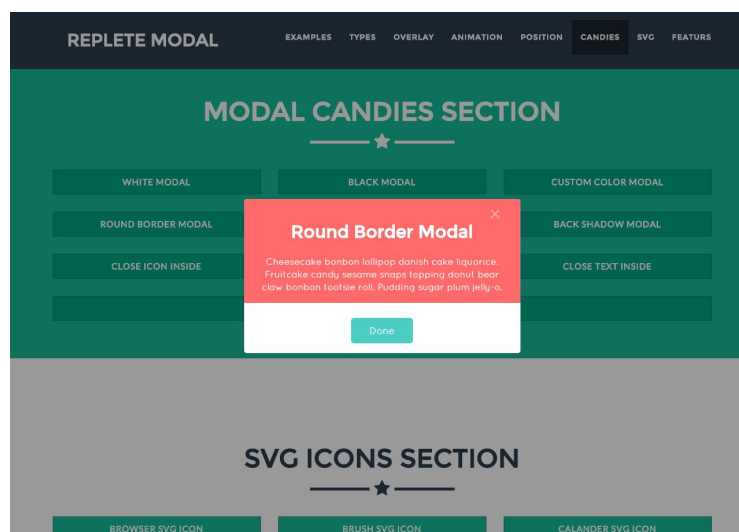 REPLETE MODAL
EXAMPLES TYPES OVERLAY ANIMATION POSITION CANDIES SVG FEATURS
MODAL CANDIES SECTION
WHITE MODAL BLACK MODAL CUSTOM COLOR MODAL
ROUND BORDER MODAL BACK SHADOW MODAL
CLOSE ICON INSIDE CLOSE TEXT INSIDE
×
Round Border Modal
Cheesecake bonbon lollipop danish cake liquorice.
Fruitcake candy sesame snaps topping donut bear
claw bonbon tootsie roll. Pudding sugar plum jelly-o.
Done
SVG ICONS SECTION
BROWSER SVG ICON BRUSH SVG ICON CALANDER SVG ICON